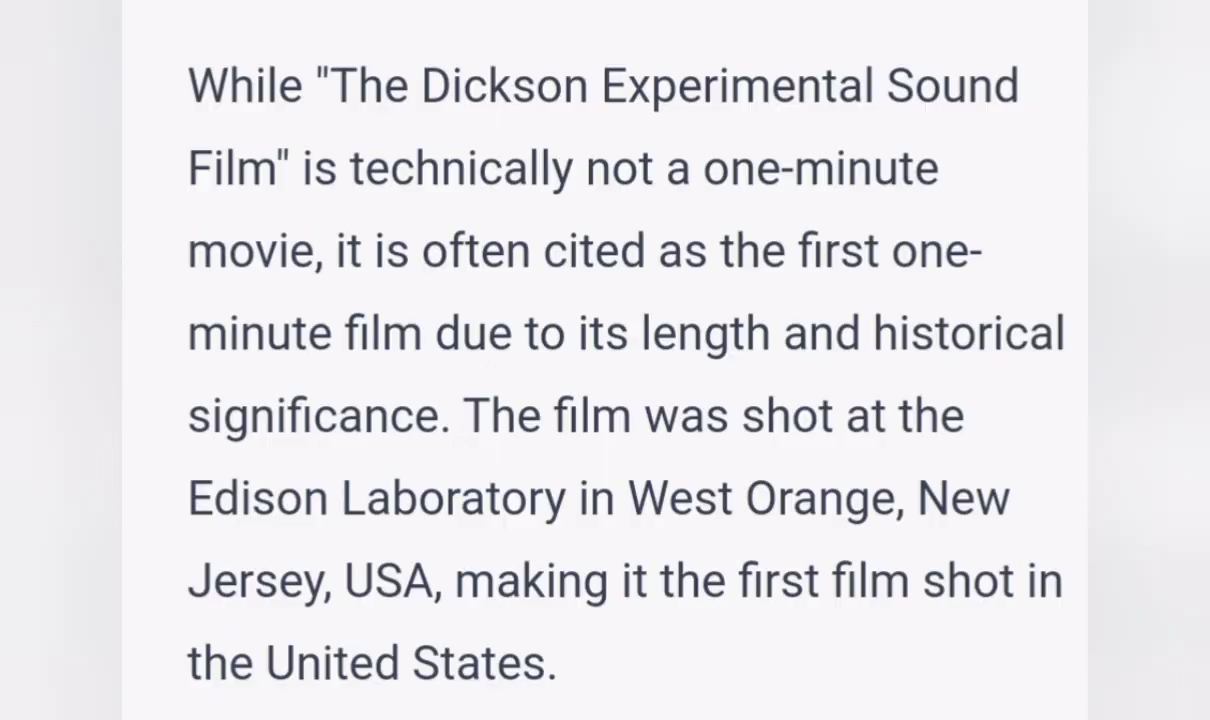 While "The Dickson Experimental Sound
Film" is technically not a one-minute
movie, it is often cited as the first one-
minute film due to its length and historical
significance. The film was shot at the
Edison Laboratory in West Orange, New
Jersey, USA, making it the first film shot in
the United States.